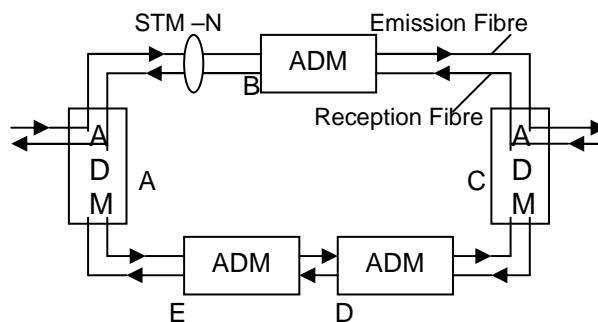 STM –N
Emission Fibre
ADM
B
Reception Fibre
A
D
M
A
C
A
D
M
ADM
ADM
E
D